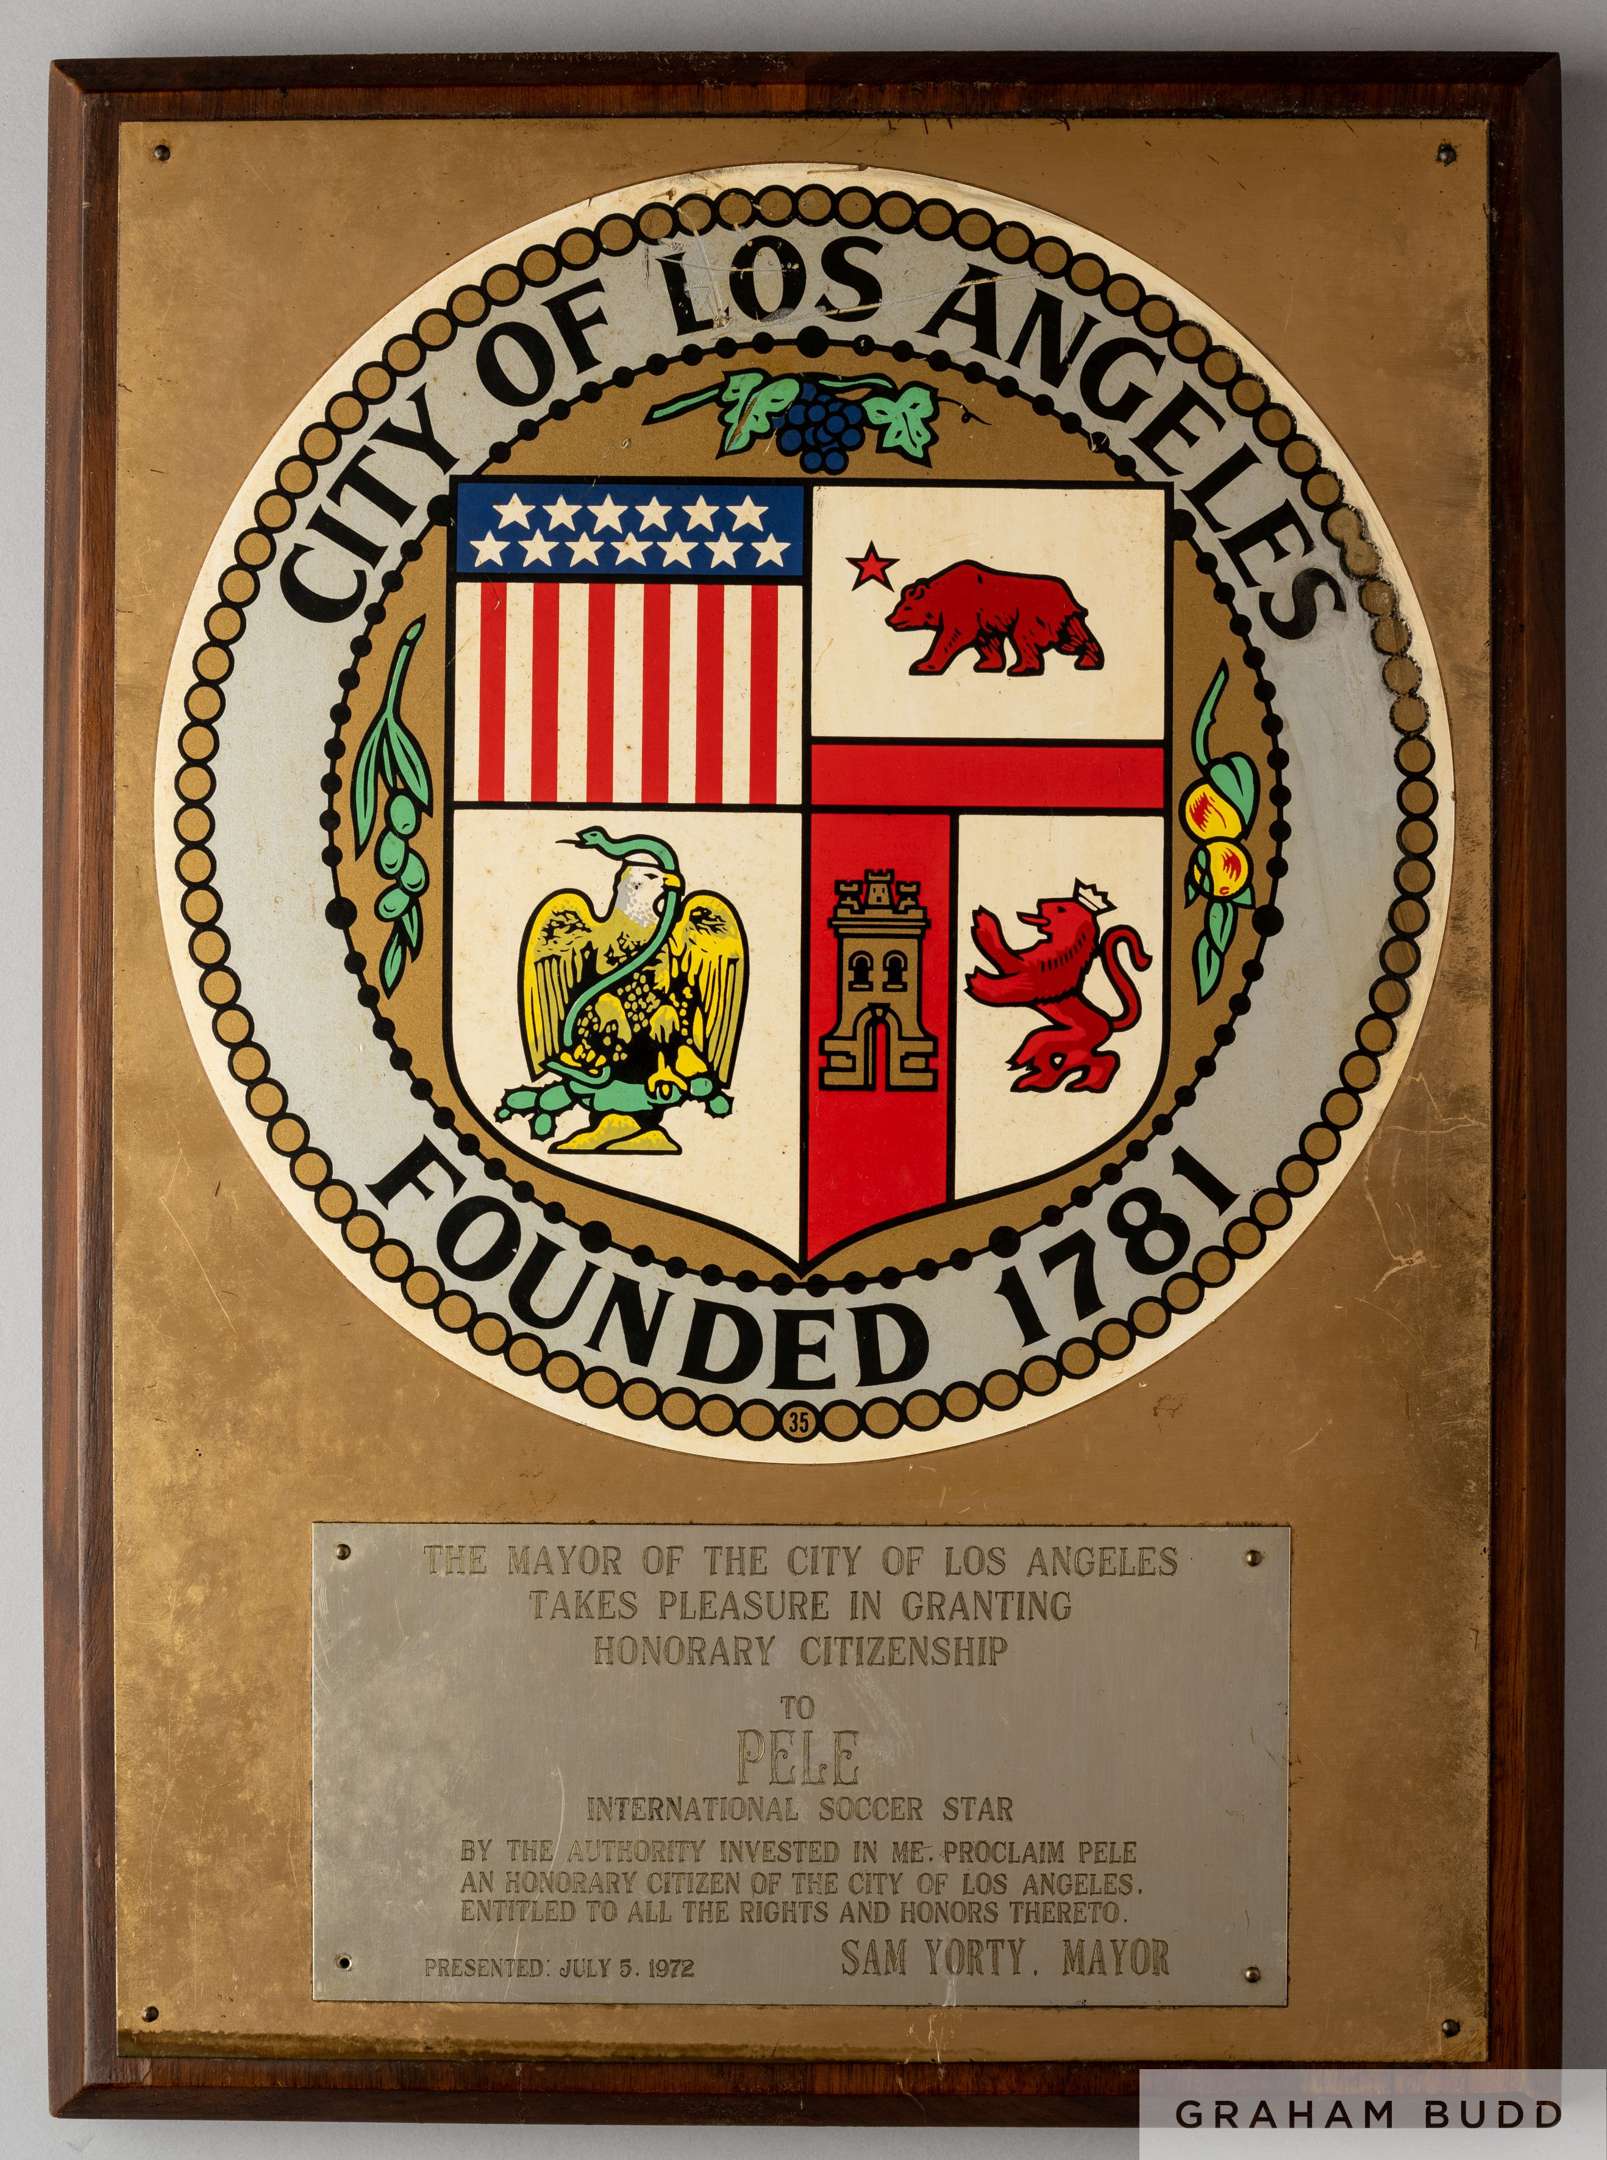 CITY OF LOS ANGELES
FOUNDED 1781
35
THE MAYOR OF THE CITY OF LOS ANGELES
TAKES PLEASURE IN GRANTING
HONORARY CITIZENSHIP
TO
PELE
INTERNATIONAL SOCCER STAR
BY THE AUTHORITY INVESTED IN ME. PROCLAIM PELE
AN HONORARY CITIZEN OF THE CITY OF LOS ANGELES.
ENTITLED TO ALL THE RIGHTS AND HONORS THERETO.
SAM YORTY. MAYOR
PRESENTED: JULY 5. 1972
GRAHAM BUDD